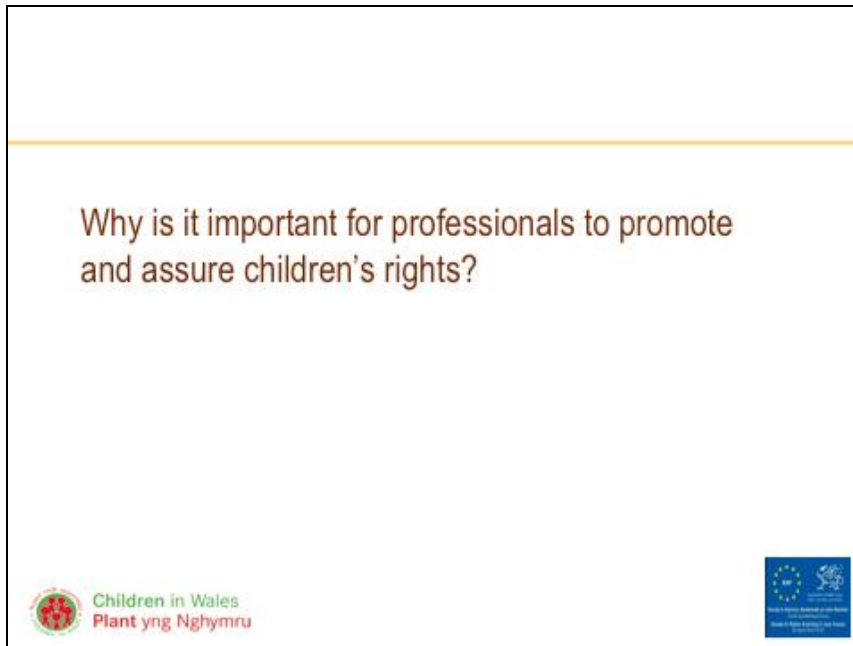 Why is it important for professionals to promote
and assure children's rights?
Children in Wales
Plant yng Nghymru